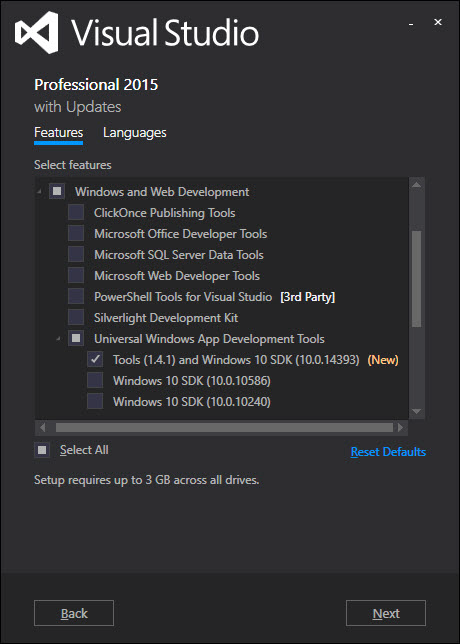 Visual Studio
Professional 2015
with Updates
Features Languages
Select features
Windows and Web Development
ClickOnce Publishing Tools
Microsoft Office Developer Tools
Microsoft SQL Server Data Tools
Microsoft Web Developer Tools
PowerShell Tools for Visual Studio [3rd Party]
Silverlight Development Kit
Universal Windows App Development Tools
Tools (1.4.1) and Windows 10 SDK (10.0.14393) (New)
Windows 10 SDK (10.0.10586)
Windows 10 SDK (10.0.10240)
Select All Reset Defaults
Setup requires up to 3 GB across all drives.
Back Next